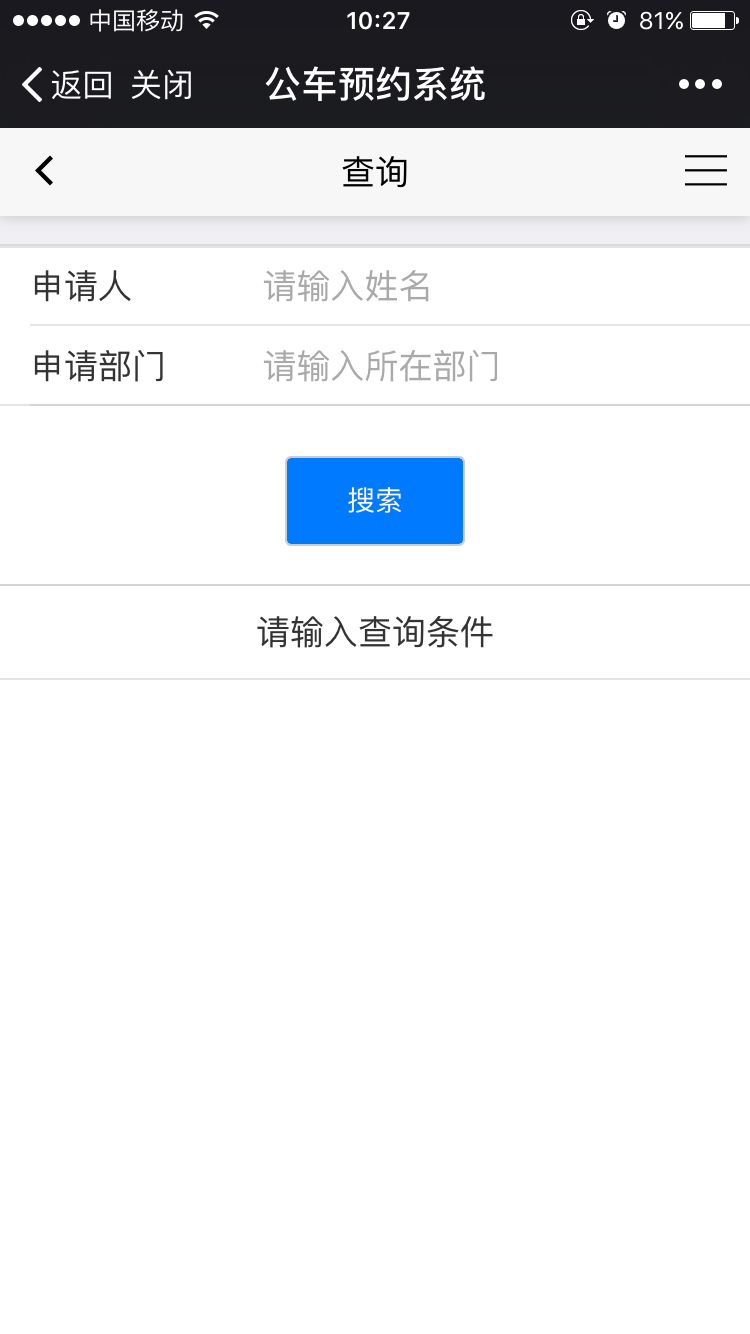 中国移动 10:27 81%
返回 关闭 公车预约系统
查询
申请人 请输入姓名
申请部门 请输入所在部门
搜索
请输入查询条件